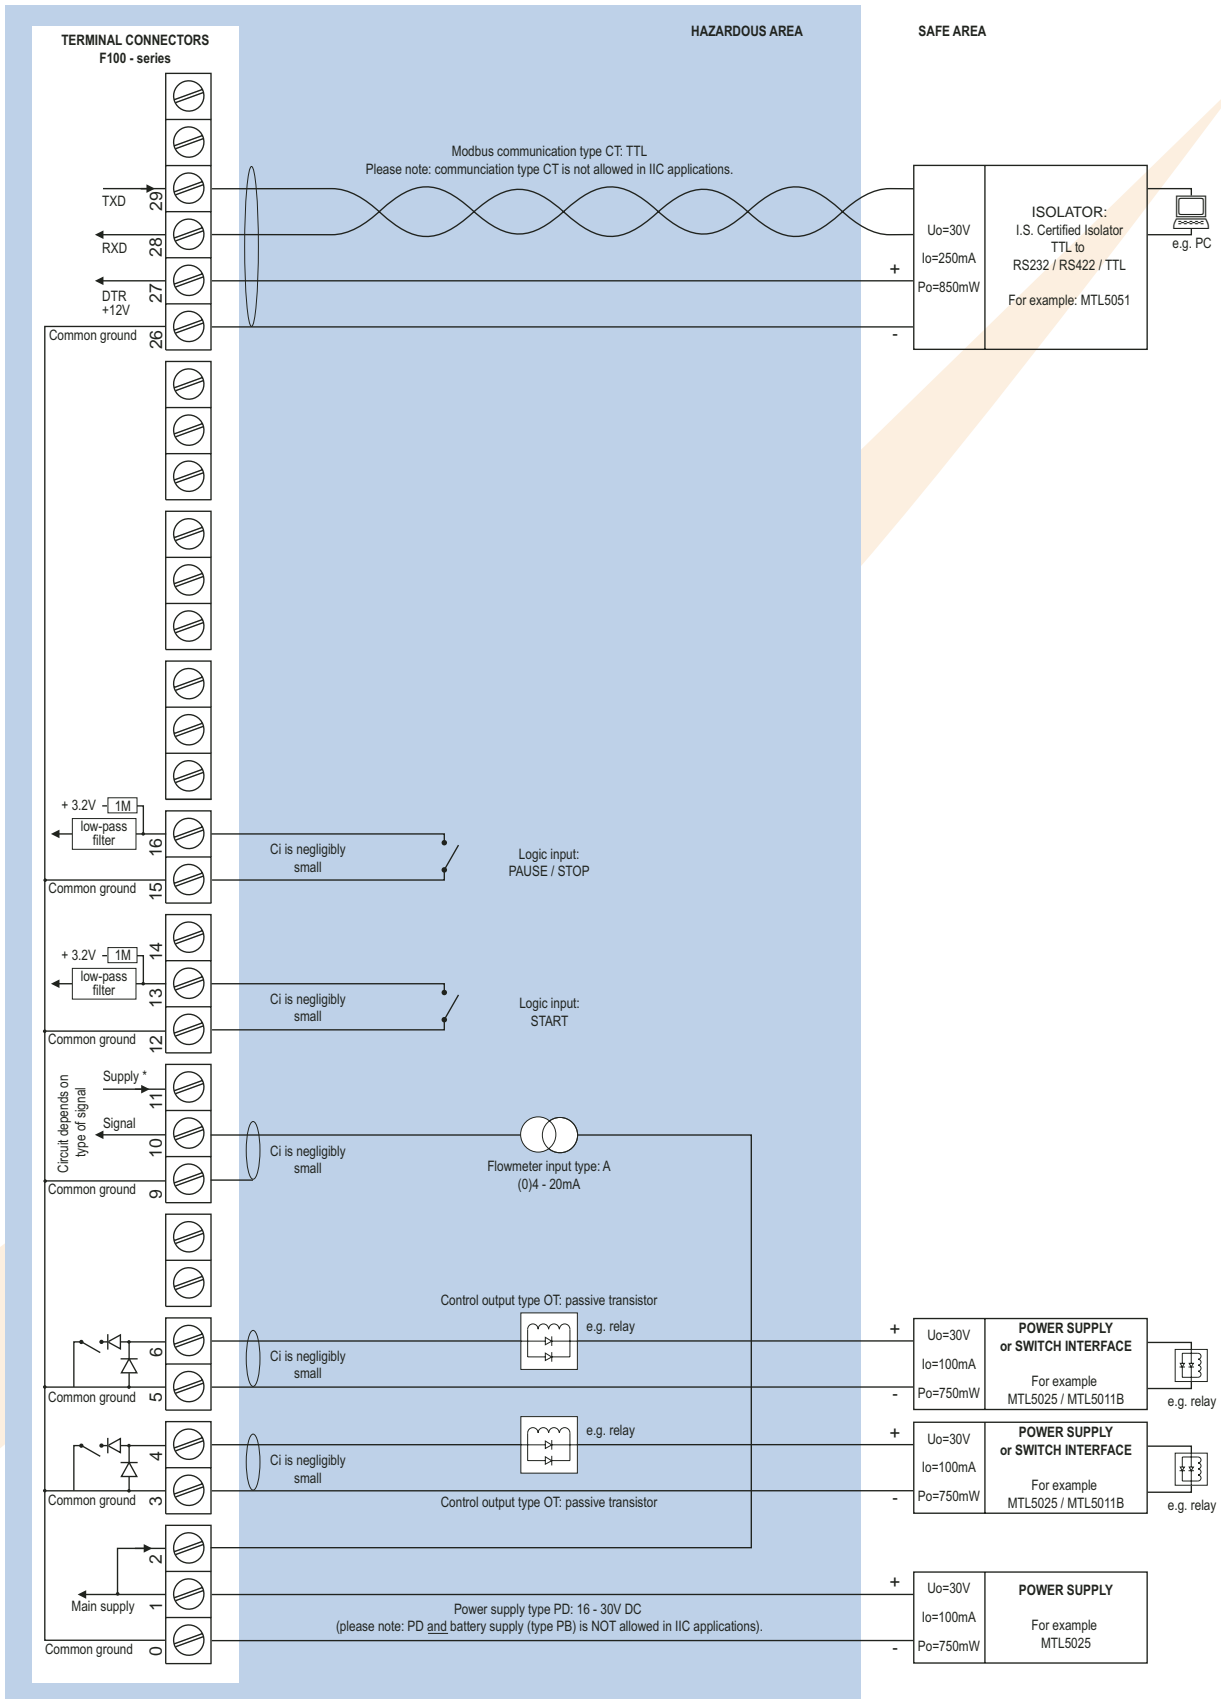 TERMINAL CONNECTORS
F100 - series
HAZARDOUS AREA
SAFE AREA
Modbus communication type CT: TTL
Please note: communciation type CT is not allowed in IIC applications.
TXD
29
RXD
28
DTR
+12V
27
Common ground
26
+
-
Uo=30V
Io=250mA
Po=850mW
ISOLATOR:
I.S. Certified Isolator
TTL to
RS232 / RS422 / TTL
For example: MTL5051
e.g. PC
+ 3.2V
1M
low-pass
filter
16
Common ground
15
Ci is negligibly
small
Logic input:
PAUSE / STOP
14
+ 3.2V
1M
low-pass
filter
13
Common ground
12
Ci is negligibly
small
Logic input:
START
Circuit depends on
type of signal
Supply *
11
Signal
10
Common ground
9
Ci is negligibly
small
Flowmeter input type: A
(0)4 - 20mA
Control output type OT: passive transistor
e.g. relay
6
Common ground
5
Ci is negligibly
small
+
-
Uo=30V
Io=100mA
Po=750mW
POWER SUPPLY
or SWITCH INTERFACE
For example
MTL5025 / MTL5011B
e.g. relay
4
Common ground
3
Ci is negligibly
small
e.g. relay
Control output type OT: passive transistor
+
-
Uo=30V
Io=100mA
Po=750mW
POWER SUPPLY
or SWITCH INTERFACE
For example
MTL5025 / MTL5011B
e.g. relay
2
Main supply
1
Common ground
0
Power supply type PD: 16 - 30V DC
(please note: PD and battery supply (type PB) is NOT allowed in IIC applications).
+
-
Uo=30V
Io=100mA
Po=750mW
POWER SUPPLY
For example
MTL5025